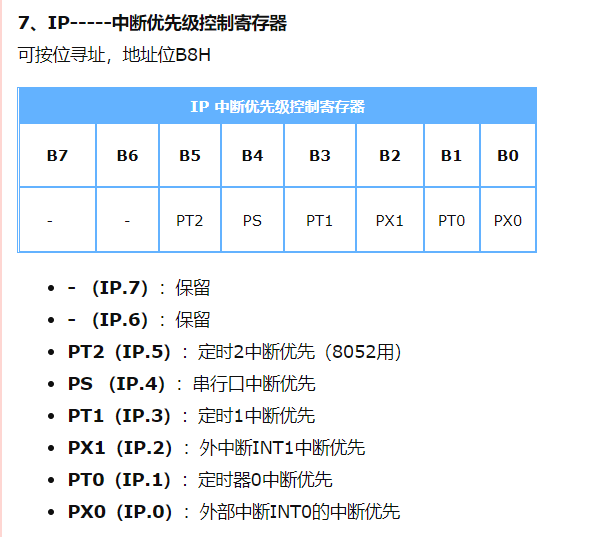 7、IP-----中断优先级控制寄存器
可按位寻址，地址位B8H
IP 中断优先级控制寄存器
B7 B6 B5 B4 B3 B2 B1 B0
- - PT2 PS PT1 PX1 PT0 PX0
• - （IP.7）：保留
• - （IP.6）：保留
• PT2（IP.5）：定时2中断优先（8052用）
• PS （IP.4）：串行口中断优先
• PT1（IP.3）：定时1中断优先
• PX1（IP.2）：外中断INT1中断优先
• PT0（IP.1）：定时器0中断优先
• PX0（IP.0）：外部中断INT0的中断优先